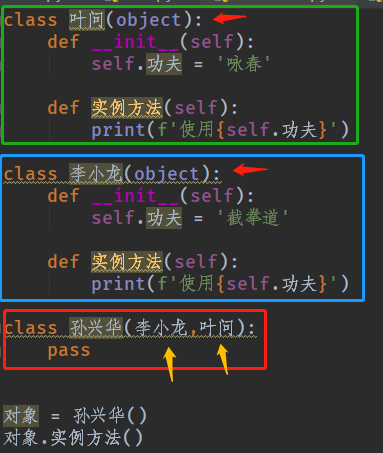 class 叶问(object):
def __init__(self):
self.功夫 = '咏春'
def 实例方法(self):
print(f'使用{self.功夫}')
class 李小龙(object):
def __init__(self):
self.功夫 = '截拳道'
def 实例方法(self):
print(f'使用{self.功夫}')
class 孙兴华(李小龙,叶问):
pass
对象 = 孙兴华()
对象.实例方法()